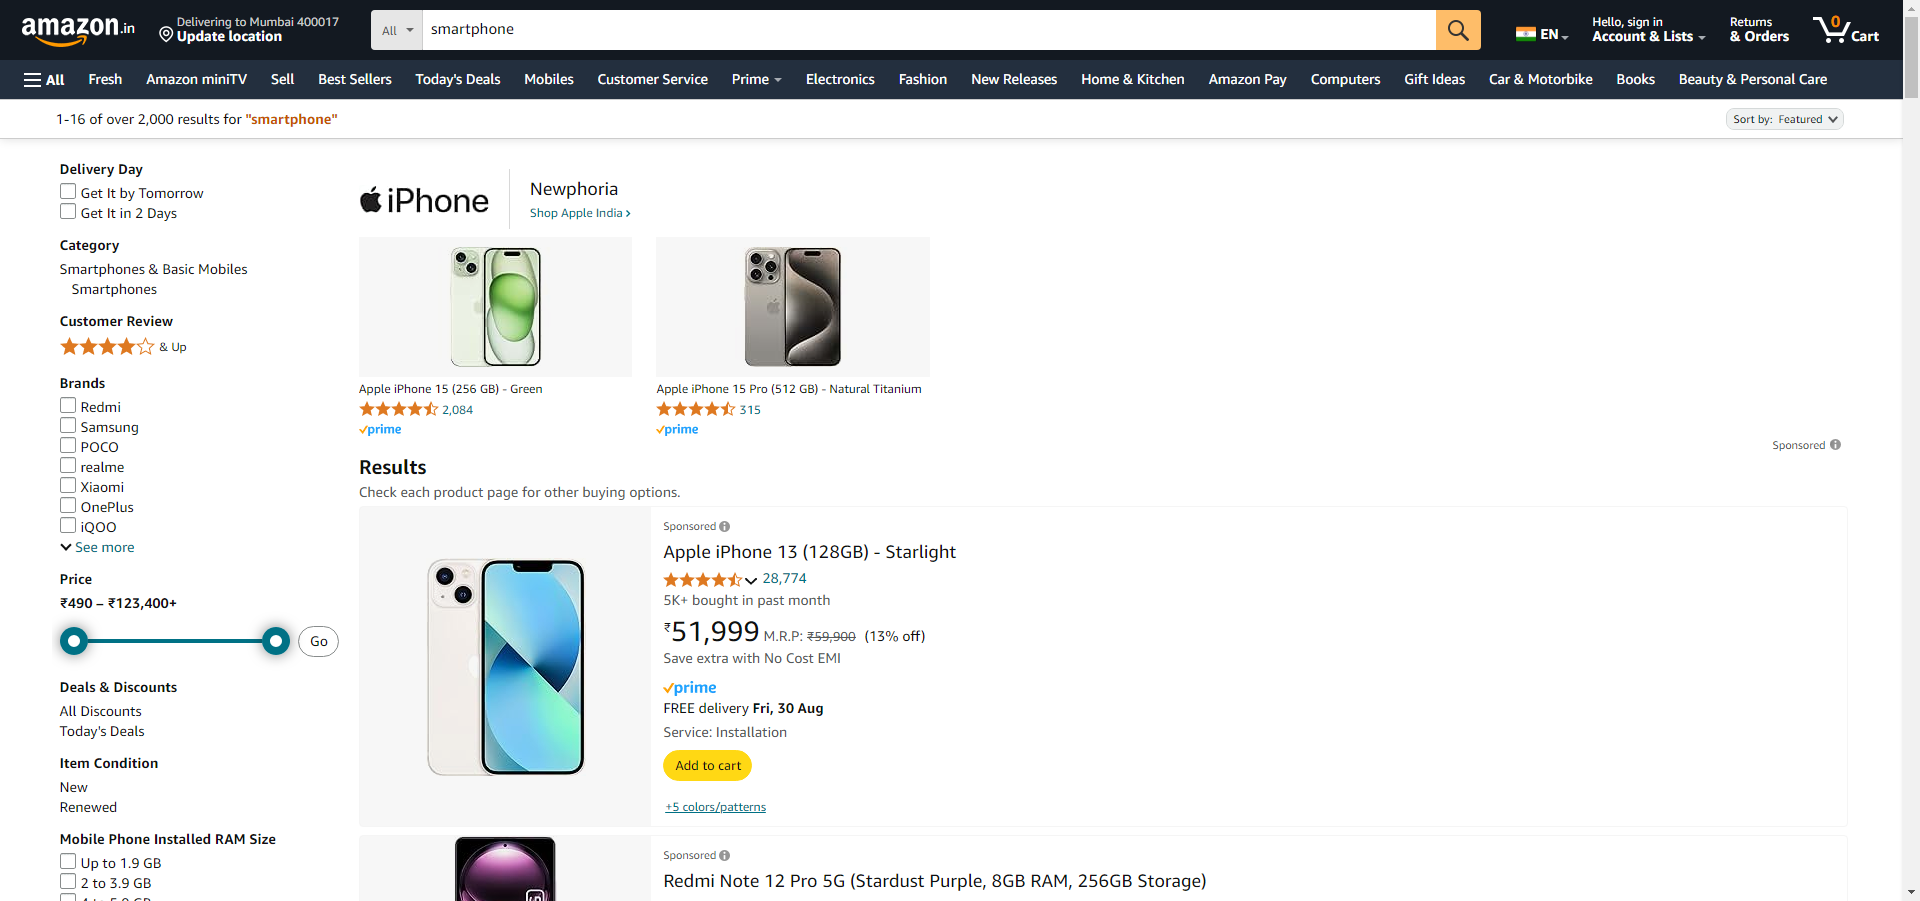 amazon.in
Delivering to Mumbai 400017
Update location
All
smartphone
EN
Hello, sign in
Account & Lists
Returns
& Orders
0
Cart
All
Fresh
Amazon miniTV
Sell
Best Sellers
Today's Deals
Mobiles
Customer Service
Prime
Electronics
Fashion
New Releases
Home & Kitchen
Amazon Pay
Computers
Gift Ideas
Car & Motorbike
Books
Beauty & Personal Care
1-16 of over 2,000 results for "smartphone"
Sort by: Featured
Delivery Day
Get It by Tomorrow
Get It in 2 Days
Category
Smartphones & Basic Mobiles
Smartphones
Customer Review
& Up
Brands
Redmi
Samsung
POCO
realme
Xiaomi
OnePlus
iQOO
See more
Price
₹490 – ₹123,400+
Go
Deals & Discounts
All Discounts
Today's Deals
Item Condition
New
Renewed
Mobile Phone Installed RAM Size
Up to 1.9 GB
2 to 3.9 GB
iPhone
Newphoria
Shop Apple India ›
Apple iPhone 15 (256 GB) - Green
2,084
prime
Apple iPhone 15 Pro (512 GB) - Natural Titanium
315
prime
Sponsored
Results
Check each product page for other buying options.
Sponsored
Apple iPhone 13 (128GB) - Starlight
28,774
5K+ bought in past month
₹51,999 M.R.P: ₹59,900 (13% off)
Save extra with No Cost EMI
prime
FREE delivery Fri, 30 Aug
Service: Installation
Add to cart
+5 colors/patterns
Sponsored
Redmi Note 12 Pro 5G (Stardust Purple, 8GB RAM, 256GB Storage)